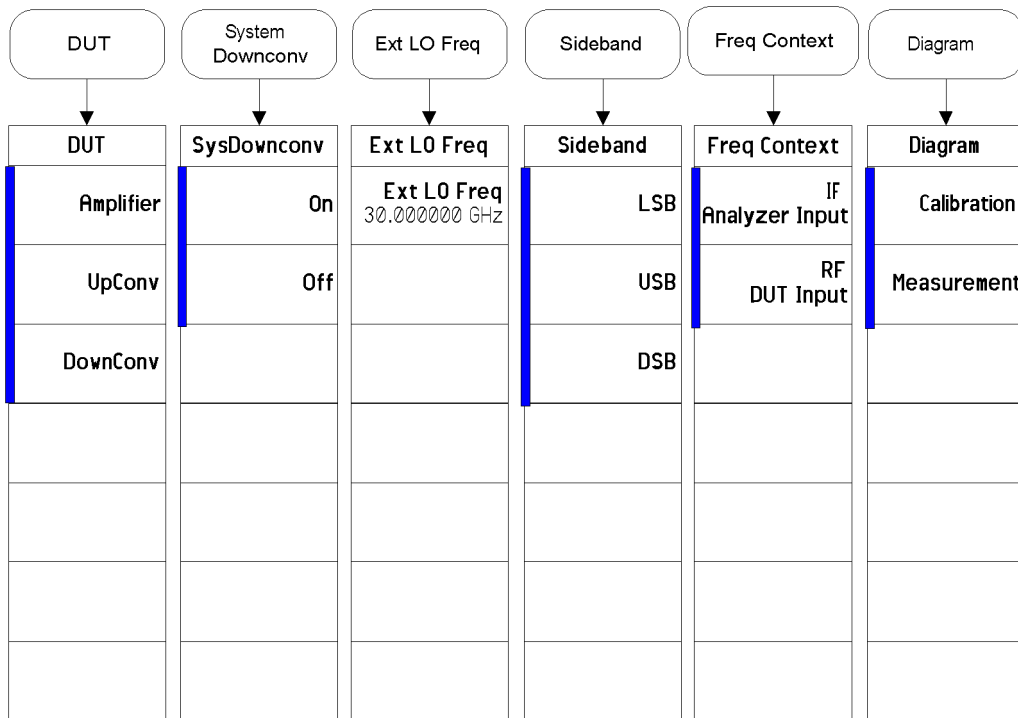 DUT
System
Downconv
Ext LO Freq
Sideband
Freq Context
Diagram
DUT
Amplifier
UpConv
DownConv
SysDownconv
On
Off
Ext LO Freq
Ext LO Freq
30.000000 GHz
Sideband
LSB
USB
DSB
Freq Context
IF
Analyzer Input
RF
DUT Input
Diagram
Calibration
Measurement